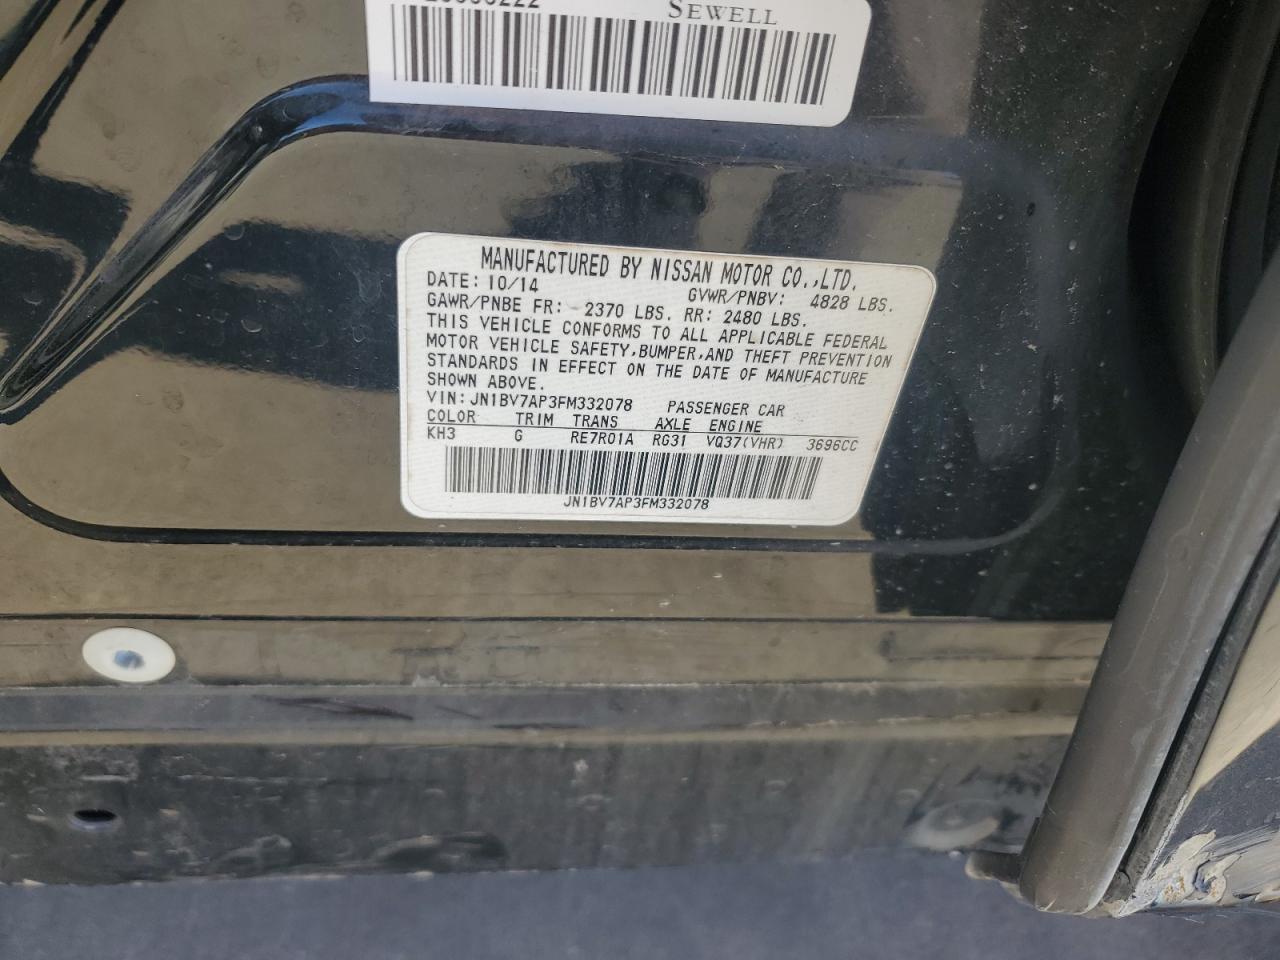 SEWELL
MANUFACTURED BY NISSAN MOTOR CO.,LTD.
DATE: 10/14 GVWR/PNBV: 4828 LBS.
GAWR/PNBE FR: 2370 LBS. RR: 2480 LBS.
THIS VEHICLE CONFORMS TO ALL APPLICABLE FEDERAL
MOTOR VEHICLE SAFETY,BUMPER,AND THEFT PREVENTION
STANDARDS IN EFFECT ON THE DATE OF MANUFACTURE
SHOWN ABOVE.
VIN: JN1BV7AP3FM332078 PASSENGER CAR
COLOR TRIM TRANS AXLE ENGINE
KH3 G RE7R01A RG31 VQ37(VHR) 3696CC
JN1BV7AP3FM332078